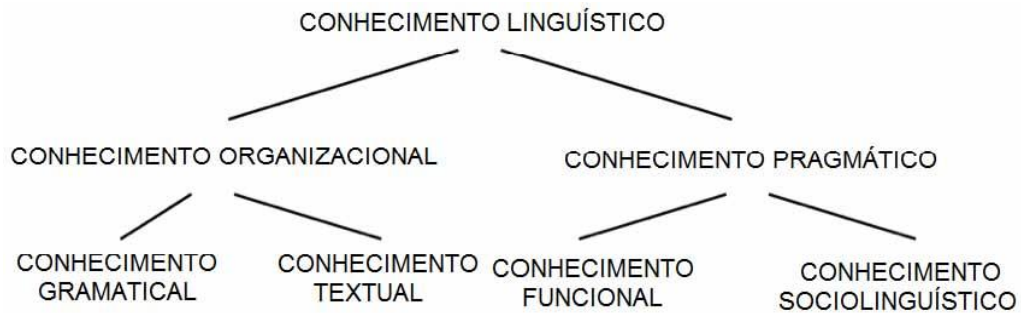 CONHECIMENTO LINGUÍSTICO
CONHECIMENTO ORGANIZACIONAL
CONHECIMENTO PRAGMÁTICO
CONHECIMENTO
GRAMATICAL
CONHECIMENTO
TEXTUAL
CONHECIMENTO
FUNCIONAL
CONHECIMENTO
SOCIOLINGUÍSTICO